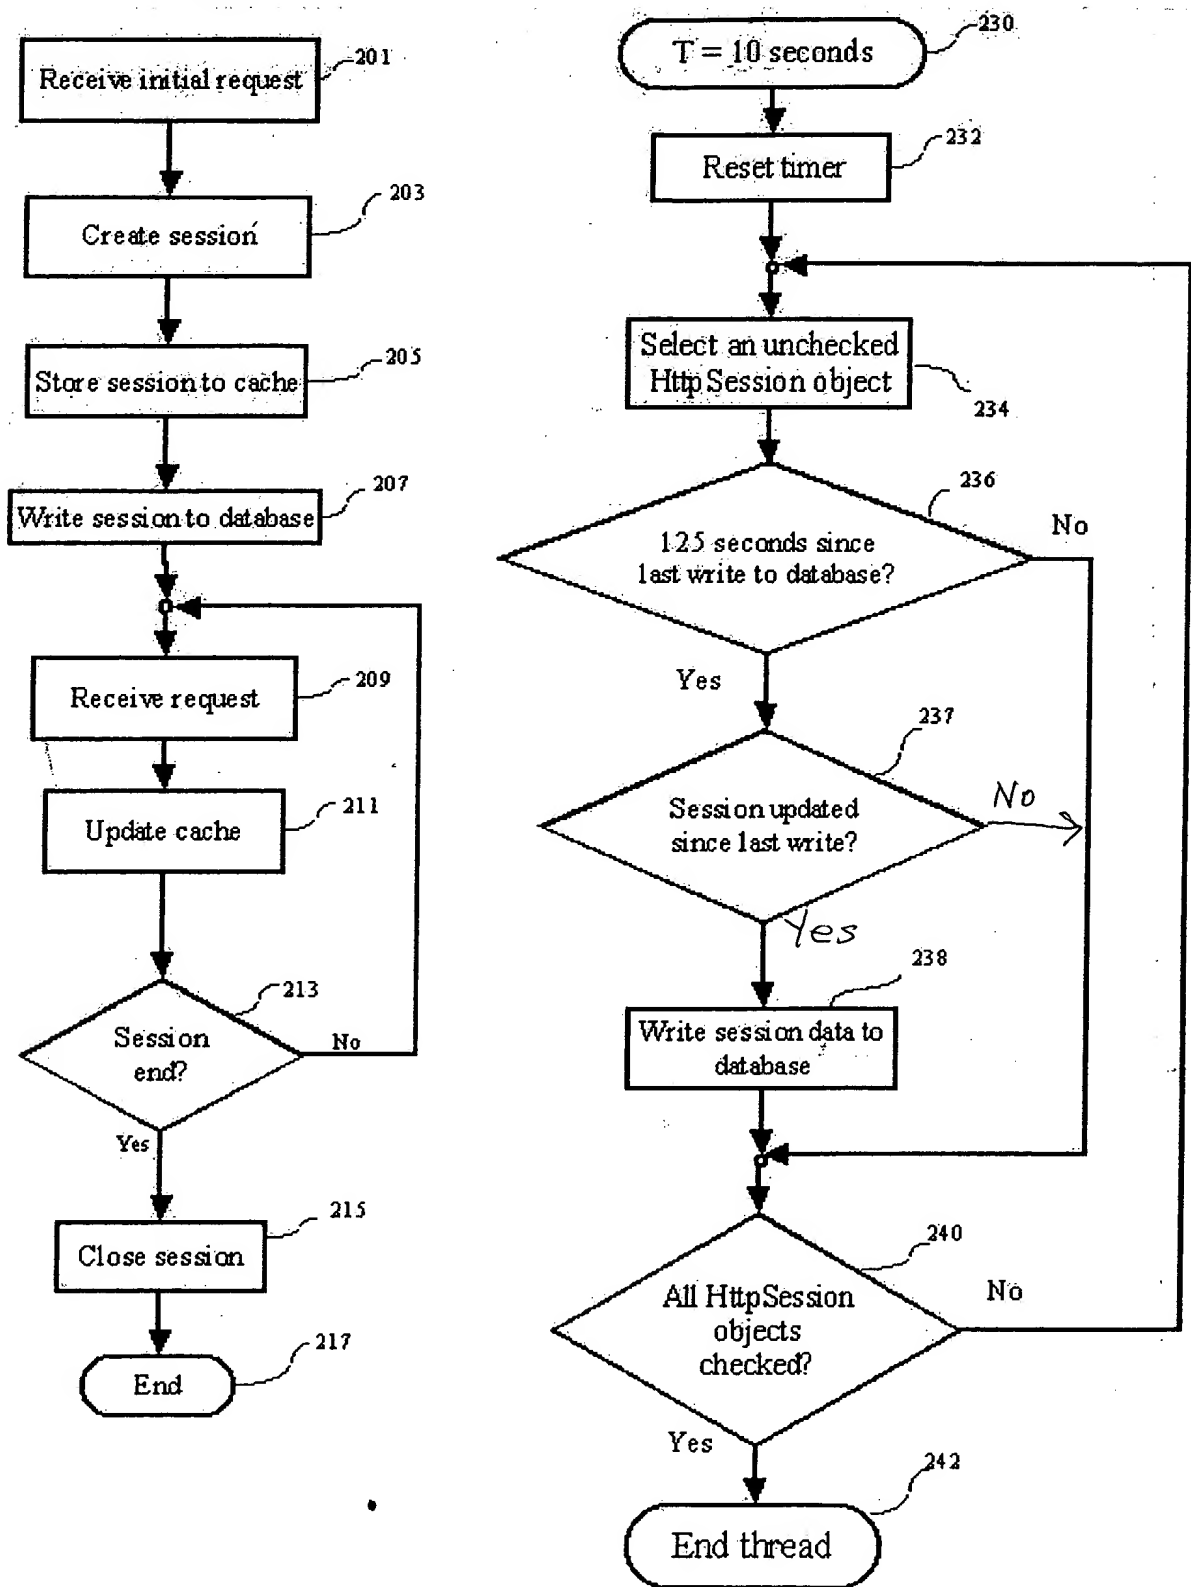 Receive initial request
201
Create session
203
Store session to cache
205
Write session to database
207
Receive request
209
Update cache
211
Session
end?
213
No
Yes
Close session
215
End
217
T = 10 seconds
230
Reset timer
232
Select an unchecked
HttpSession object
234
125 seconds since
last write to database?
236
No
Yes
Session updated
since last write?
237
No
Yes
Write session data to
database
238
All HttpSession
objects
checked?
240
No
Yes
End thread
242